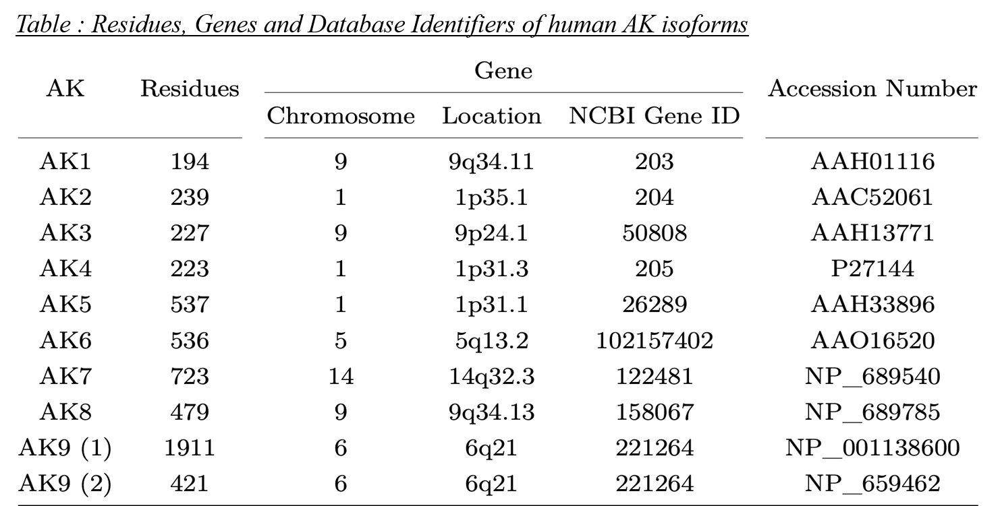 Table : Residues, Genes and Database Identifiers of human AK isoforms
Gene
AK Residues Accession Number
Chromosome Location NCBI Gene ID
AK1 194 9 9q34.11 203 AAH01116
AK2 239 1 1p35.1 204 AAC52061
AK3 227 9 9p24.1 50808 AAH13771
AK4 223 1 1p31.3 205 P27144
AK5 537 1 1p31.1 26289 AAH33896
AK6 536 5 5q13.2 102157402 AAO16520
AK7 723 14 14q32.3 122481 NP_689540
AK8 479 9 9q34.13 158067 NP_689785
AK9 (1) 1911 6 6q21 221264 NP_001138600
AK9 (2) 421 6 6q21 221264 NP_659462